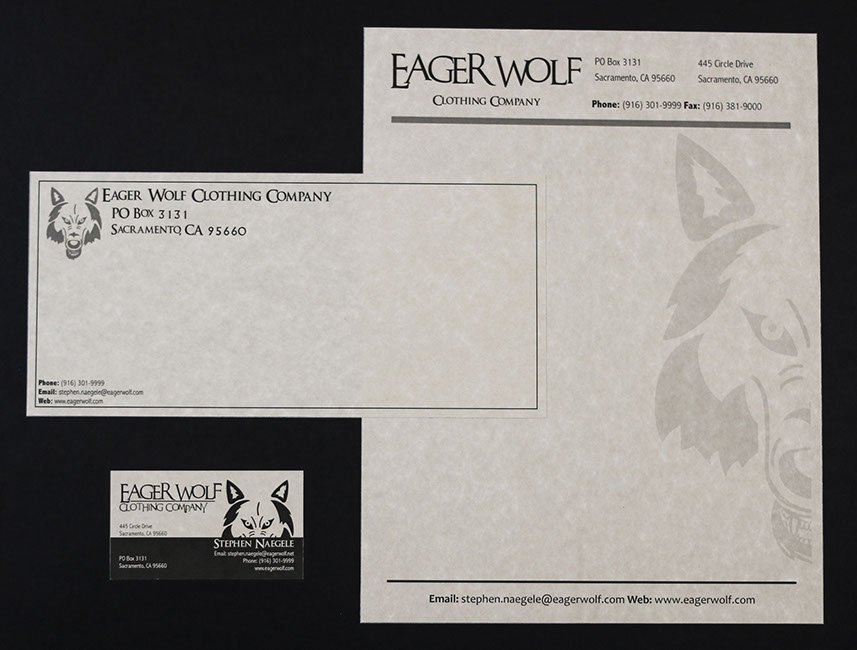 EAGER WOLF
CLOTHING COMPANY
PO Box 3131
Sacramento, CA 95660
445 Circle Drive
Sacramento, CA 95660
Phone: (916) 301-9999 Fax: (916) 381-9000
EAGER WOLF CLOTHING COMPANY
PO BOX 3131
SACRAMENTO, CA 95660
Phone: (916) 301-9999
Email: stephen.naegele@eagerwolf.com
Web: www.eagerwolf.com
EAGER WOLF
CLOTHING COMPANY
445 Circle Drive
Sacramento, CA 95660
PO Box 3131
Sacramento, CA 95660
STEPHEN NAEGELE
Email: stephen.naegele@eagerwolf.net
Phone: (916) 301-9999
www.eagerwolf.com
Email: stephen.naegele@eagerwolf.com Web: www.eagerwolf.com